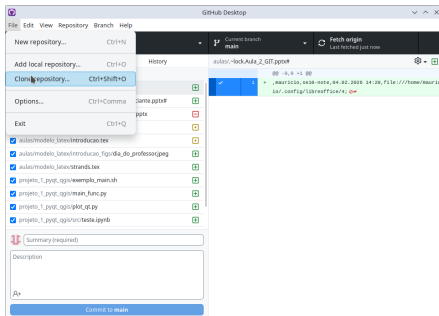 GitHub Desktop
File Edit View Repository Branch Help
New repository... Ctrl+N
Add local repository... Ctrl+O
Clone repository... Ctrl+Shift+O
Options... Ctrl+Comma
Exit Ctrl+Q
Current branch
main
Fetch origin
Last fetched just now
History
aulas/.~lock.Aula_2_GIT.pptx#
@@ -0,0 +1 @@
1 + ,mauricio,seid-note,04.02.2026 14:28,file:///home/mauric
io/.config/libreoffice/4;
aulas/modelo_latex/introducao.tex
aulas/modelo_latex/introducao_figs/dia_do_professor.jpeg
aulas/modelo_latex/strands.tex
projeto_1_pyqt_qgis/exemplo_main.sh
projeto_1_pyqt_qgis/main_func.py
projeto_1_pyqt_qgis/plot_qt.py
projeto_1_pyqt_qgis/src/teste.ipynb
Summary (required)
Description
Commit to main